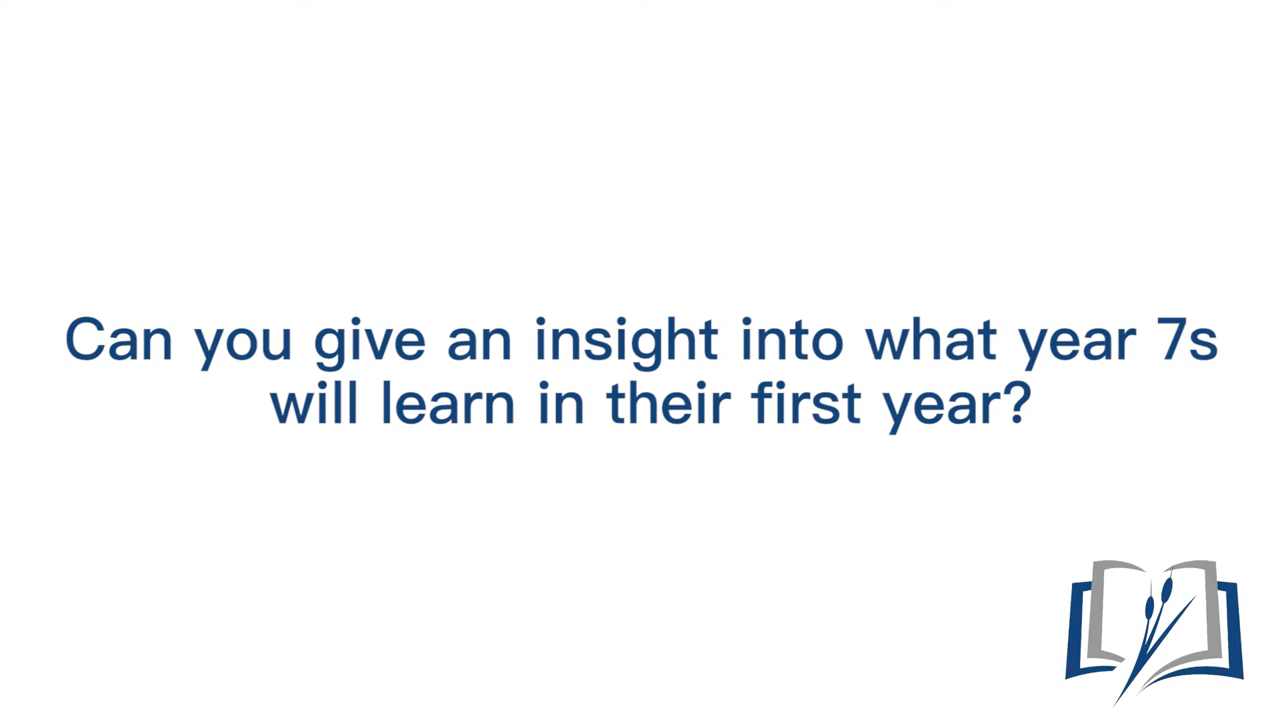 Can you give an insight into what year 7s
will learn in their first year?